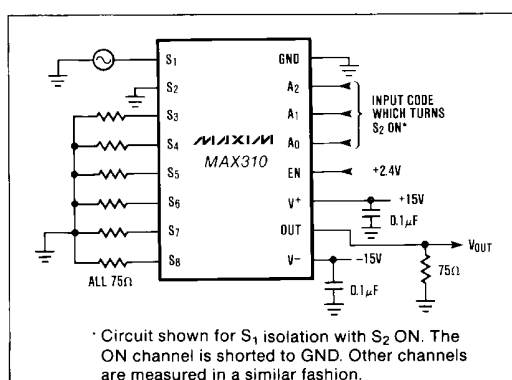 S1
S2
S3
S4
S5
S6
S7
S8
ALL 75Ω
MAXIM
MAX310
GND
A2
A1
A0
EN
V+
OUT
V−
INPUT CODE
WHICH TURNS
S2 ON*
+2.4V
+15V
0.1µF
VOUT
−15V
75Ω
0.1µF
* Circuit shown for S1 isolation with S2 ON. The
ON channel is shorted to GND. Other channels
are measured in a similar fashion.